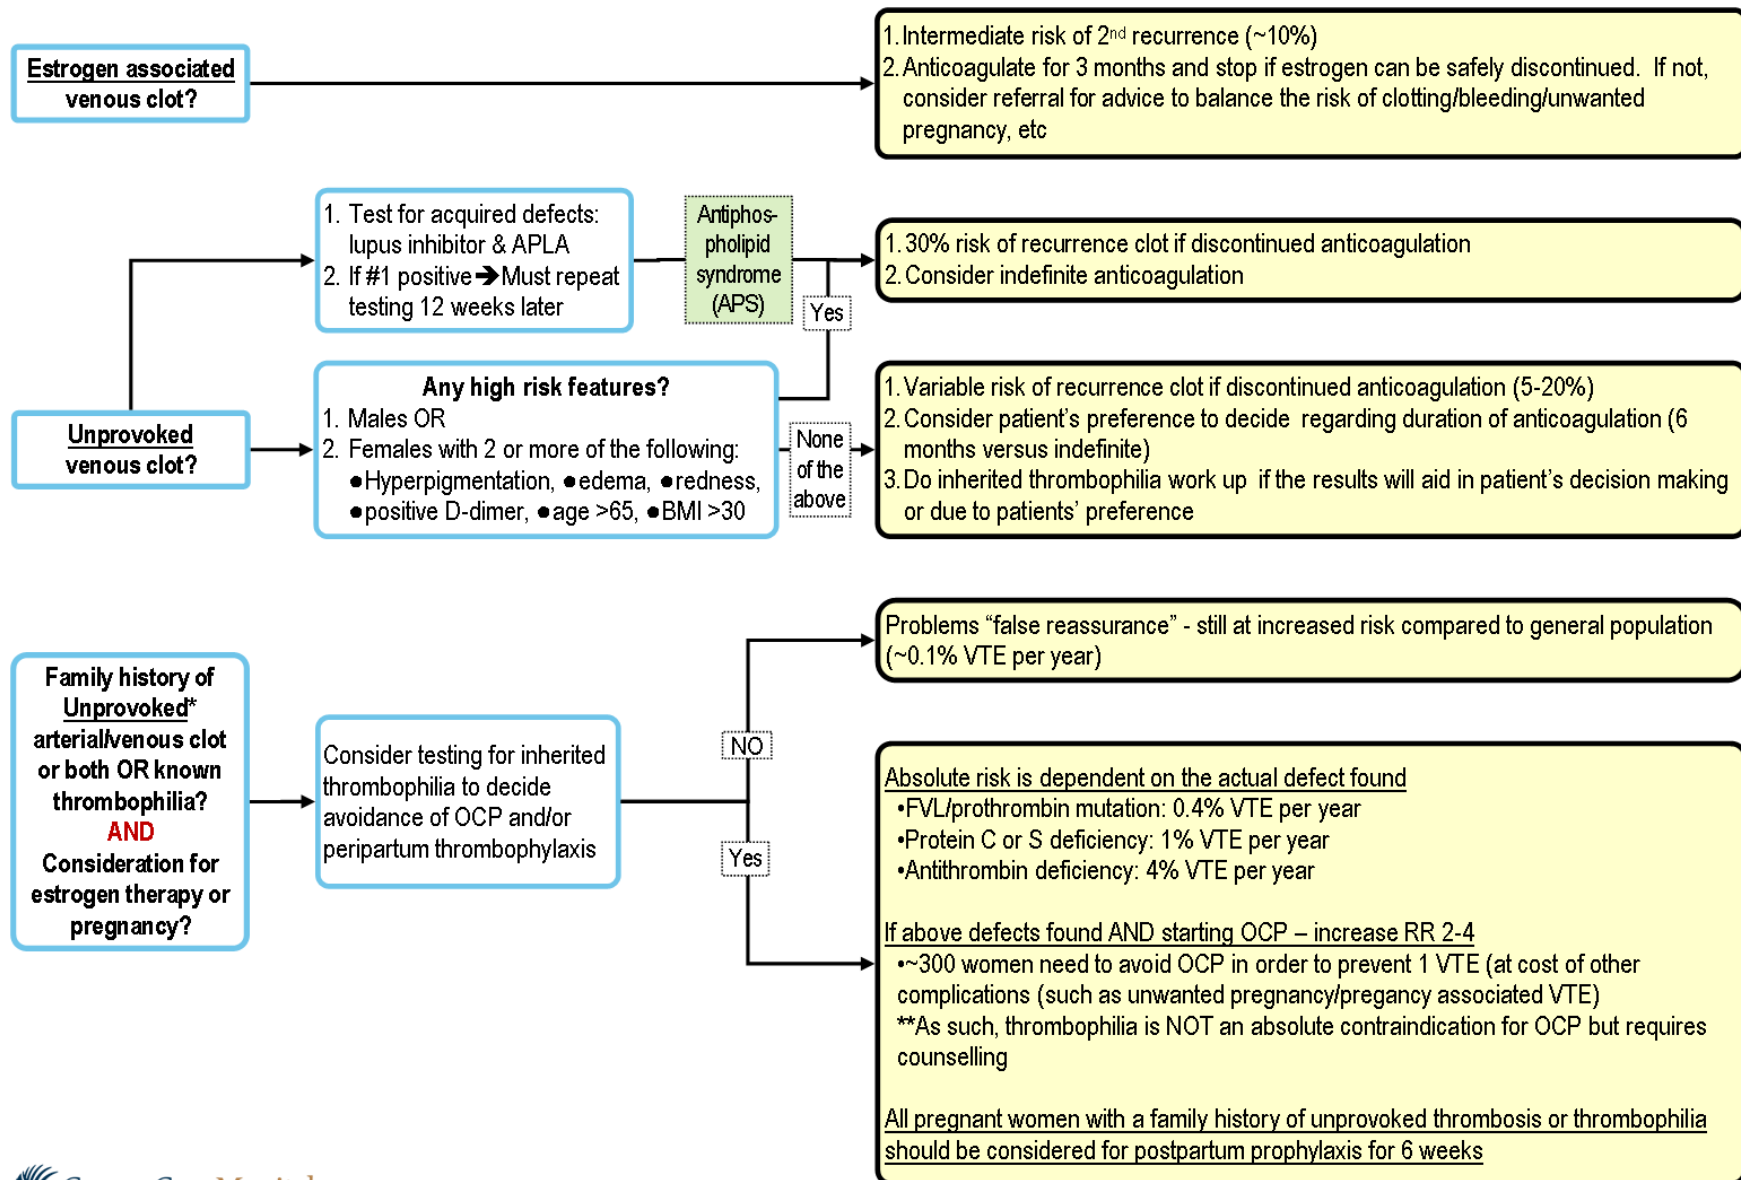 Estrogen associated
venous clot?
1. Intermediate risk of 2nd recurrence (~10%)
2. Anticoagulate for 3 months and stop if estrogen can be safely discontinued. If not,
consider referral for advice to balance the risk of clotting/bleeding/unwanted
pregnancy, etc
Unprovoked
venous clot?
1. Test for acquired defects:
lupus inhibitor & APLA
2. If #1 positive➔Must repeat
testing 12 weeks later
Antiphos-
pholipid
syndrome
(APS)
1. 30% risk of recurrence clot if discontinued anticoagulation
2. Consider indefinite anticoagulation
Any high risk features?
1. Males OR
2. Females with 2 or more of the following:
●Hyperpigmentation, ●edema, ●redness,
●positive D-dimer, ●age >65, ●BMI >30
Yes
None
of the
above
1. Variable risk of recurrence clot if discontinued anticoagulation (5-20%)
2. Consider patient's preference to decide regarding duration of anticoagulation (6
months versus indefinite)
3. Do inherited thrombophilia work up if the results will aid in patient's decision making
or due to patients' preference
Family history of
Unprovoked*
arterial/venous clot
or both OR known
thrombophilia?
AND
Consideration for
estrogen therapy or
pregnancy?
Consider testing for inherited
thrombophilia to decide
avoidance of OCP and/or
peripartum thrombophylaxis
NO
Problems “false reassurance” - still at increased risk compared to general population
(~0.1% VTE per year)
Yes
Absolute risk is dependent on the actual defect found
•FVL/prothrombin mutation: 0.4% VTE per year
•Protein C or S deficiency: 1% VTE per year
•Antithrombin deficiency: 4% VTE per year
If above defects found AND starting OCP – increase RR 2-4
•~300 women need to avoid OCP in order to prevent 1 VTE (at cost of other
complications (such as unwanted pregnancy/pregancy associated VTE)
**As such, thrombophilia is NOT an absolute contraindication for OCP but requires
counselling
All pregnant women with a family history of unprovoked thrombosis or thrombophilia
should be considered for postpartum prophylaxis for 6 weeks